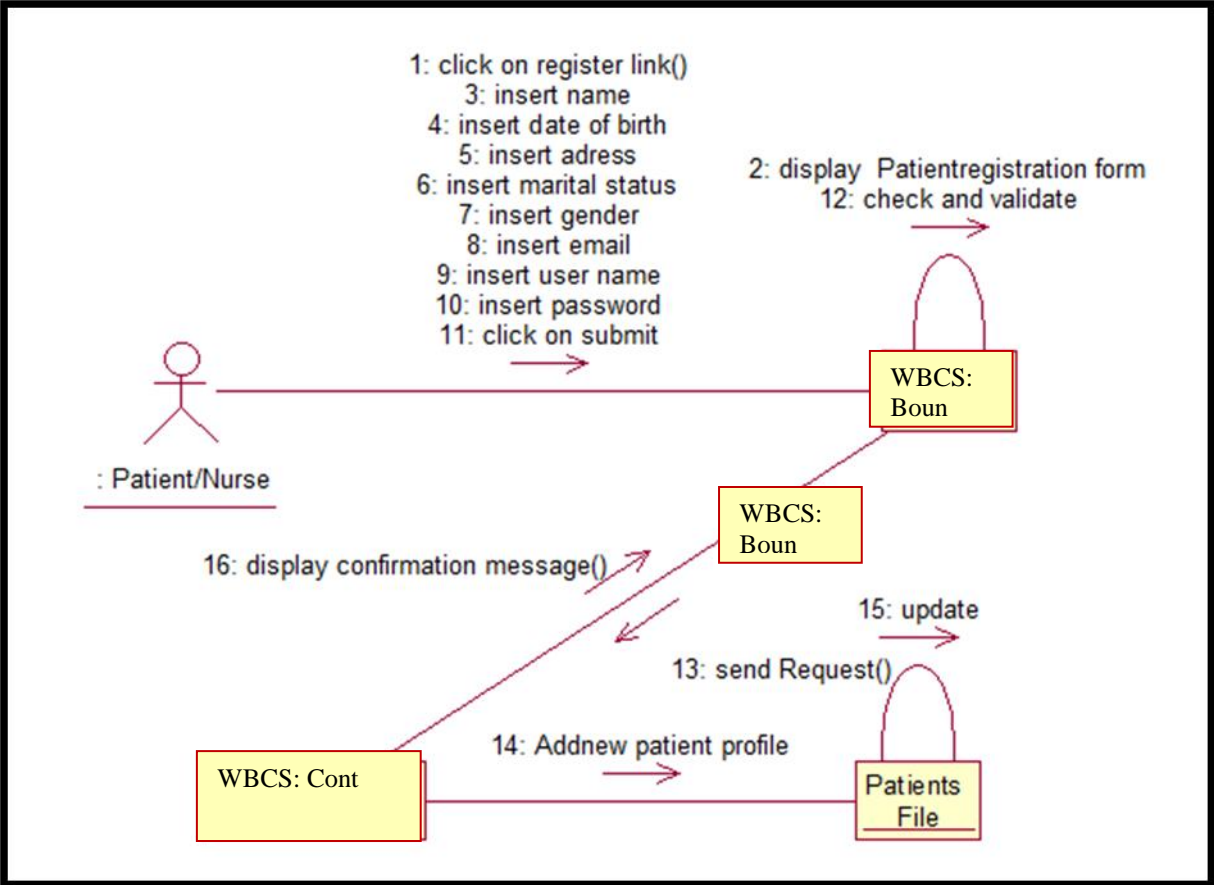 1: click on register link()
3: insert name
4: insert date of birth
5: insert adress
6: insert marital status
7: insert gender
8: insert email
9: insert user name
10: insert password
11: click on submit
2: display Patientregistration form
12: check and validate
WBCS:
Boun
: Patient/Nurse
WBCS:
Boun
16: display confirmation message()
15: update
13: send Request()
14: Addnew patient profile
WBCS: Cont
Patients
File